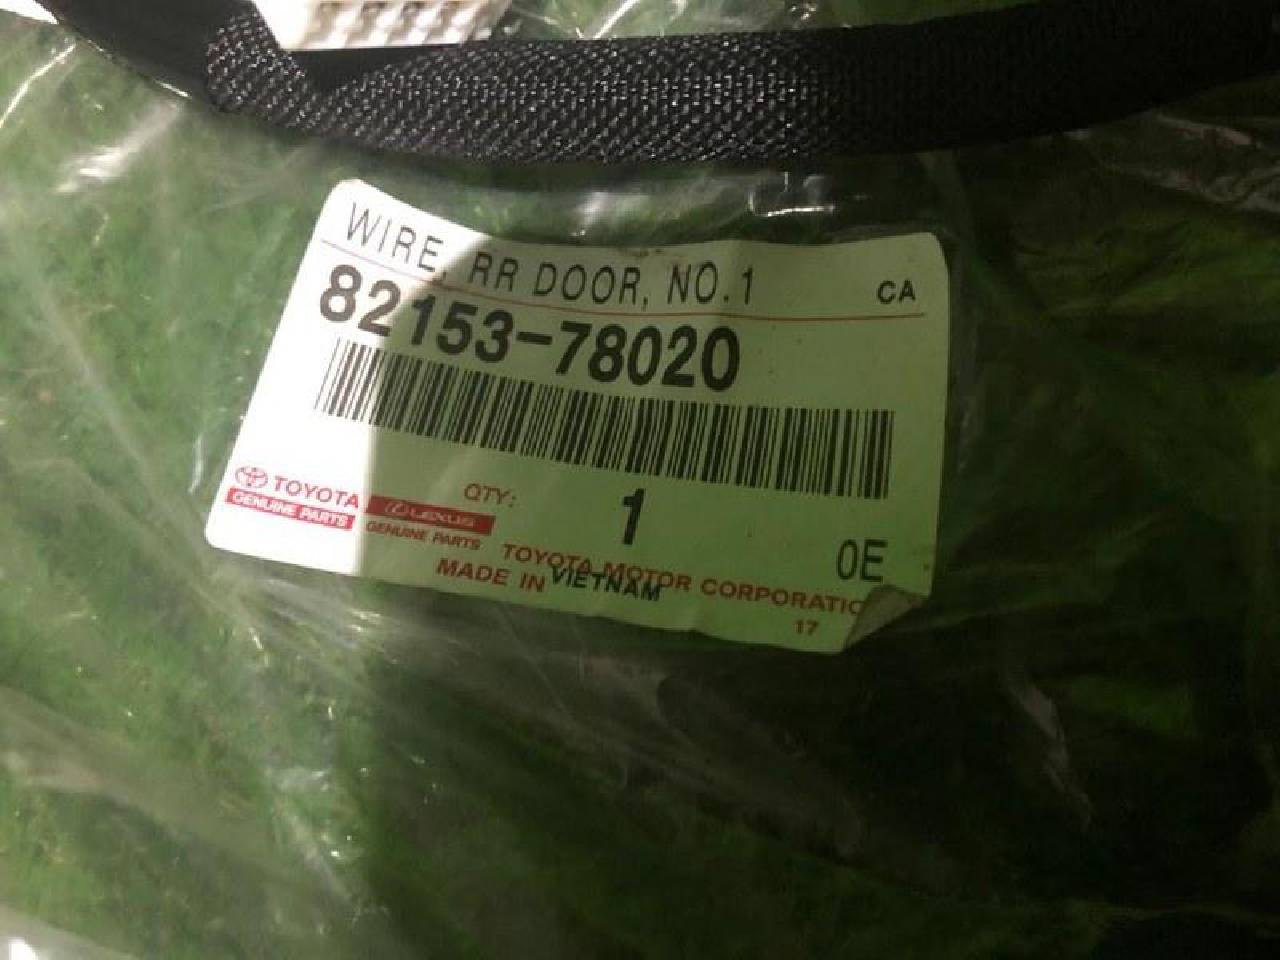 WIRE, RR DOOR, NO.1 CA
82153-78020
TOYOTA
GENUINE PARTS
LEXUS
GENUINE PARTS
QTY: 1
0E
TOYOTA MOTOR CORPORATIO
MADE IN VIETNAM
17